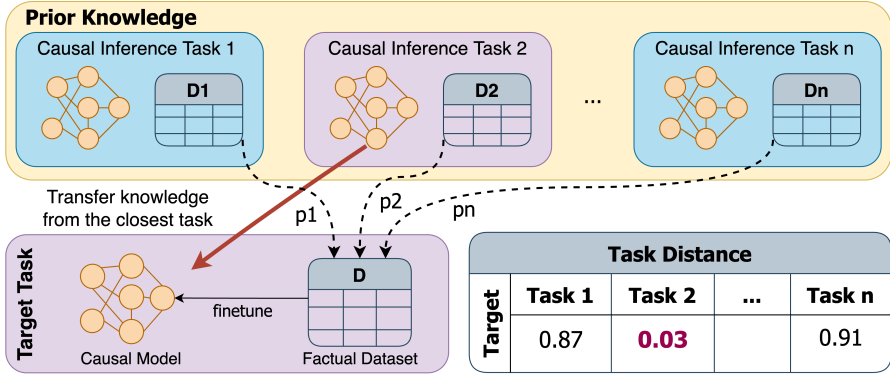 Prior Knowledge
Causal Inference Task 1
Causal Inference Task 2
Causal Inference Task n
D1
D2
...
Dn
Transfer knowledge
from the closest task
p1
p2
pn
Target Task
D
finetune
Causal Model
Factual Dataset
Task Distance
Target
Task 1
Task 2
...
Task n
0.87
0.03
0.91